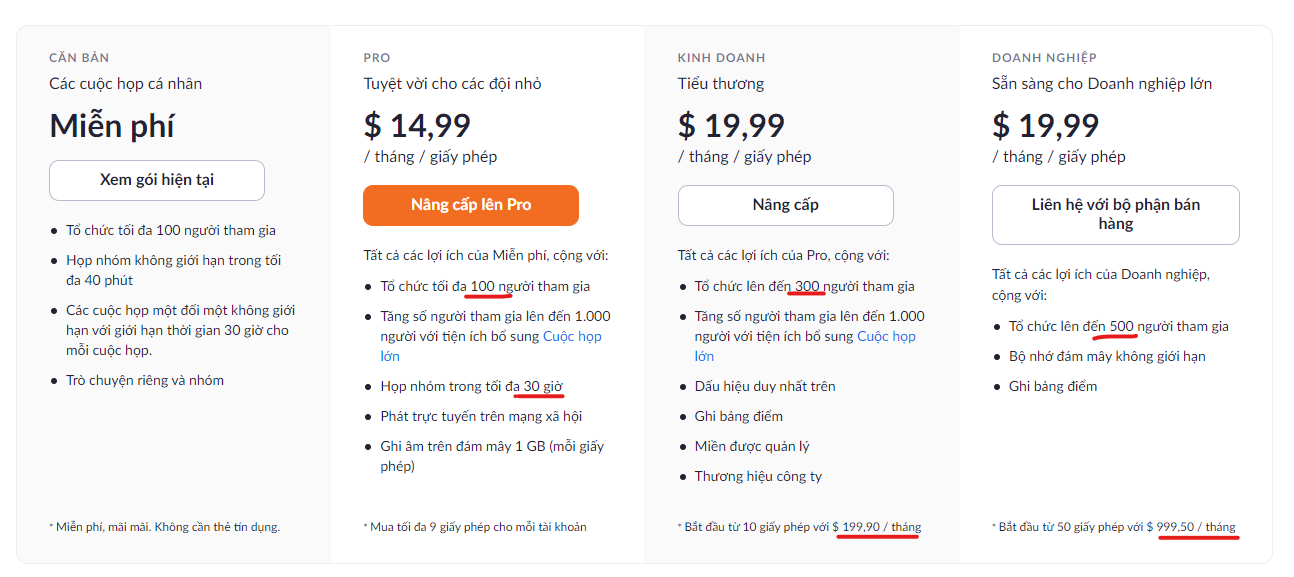 CĂN BẢN
Các cuộc họp cá nhân
Miễn phí
Xem gói hiện tại
Tổ chức tối đa 100 người tham gia
Họp nhóm không giới hạn trong tối
đa 40 phút
Các cuộc họp một đối một không giới
hạn với giới hạn thời gian 30 giờ cho
mỗi cuộc họp.
Trò chuyện riêng và nhóm
* Miễn phí, mãi mãi. Không cần thẻ tín dụng.
PRO
Tuyệt vời cho các đội nhỏ
$ 14,99
/ tháng / giấy phép
Nâng cấp lên Pro
Tất cả các lợi ích của Miễn phí, cộng với:
Tổ chức tối đa 100 người tham gia
Tăng số người tham gia lên đến 1.000
người với tiện ích bổ sung Cuộc họp
lớn
Họp nhóm trong tối đa 30 giờ
Phát trực tuyến trên mạng xã hội
Ghi âm trên đám mây 1 GB (mỗi giấy
phép)
* Mua tối đa 9 giấy phép cho mỗi tài khoản
KINH DOANH
Tiểu thương
$ 19,99
/ tháng / giấy phép
Nâng cấp
Tất cả các lợi ích của Pro, cộng với:
Tổ chức lên đến 300 người tham gia
Tăng số người tham gia lên đến 1.000
người với tiện ích bổ sung Cuộc họp
lớn
Dấu hiệu duy nhất trên
Ghi bảng điểm
Miền được quản lý
Thương hiệu công ty
* Bắt đầu từ 10 giấy phép với $ 199,90 / tháng
DOANH NGHIỆP
Sẵn sàng cho Doanh nghiệp lớn
$ 19,99
/ tháng / giấy phép
Liên hệ với bộ phận bán
hàng
Tất cả các lợi ích của Doanh nghiệp,
cộng với:
Tổ chức lên đến 500 người tham gia
Bộ nhớ đám mây không giới hạn
Ghi bảng điểm
* Bắt đầu từ 50 giấy phép với $ 999,50 / tháng